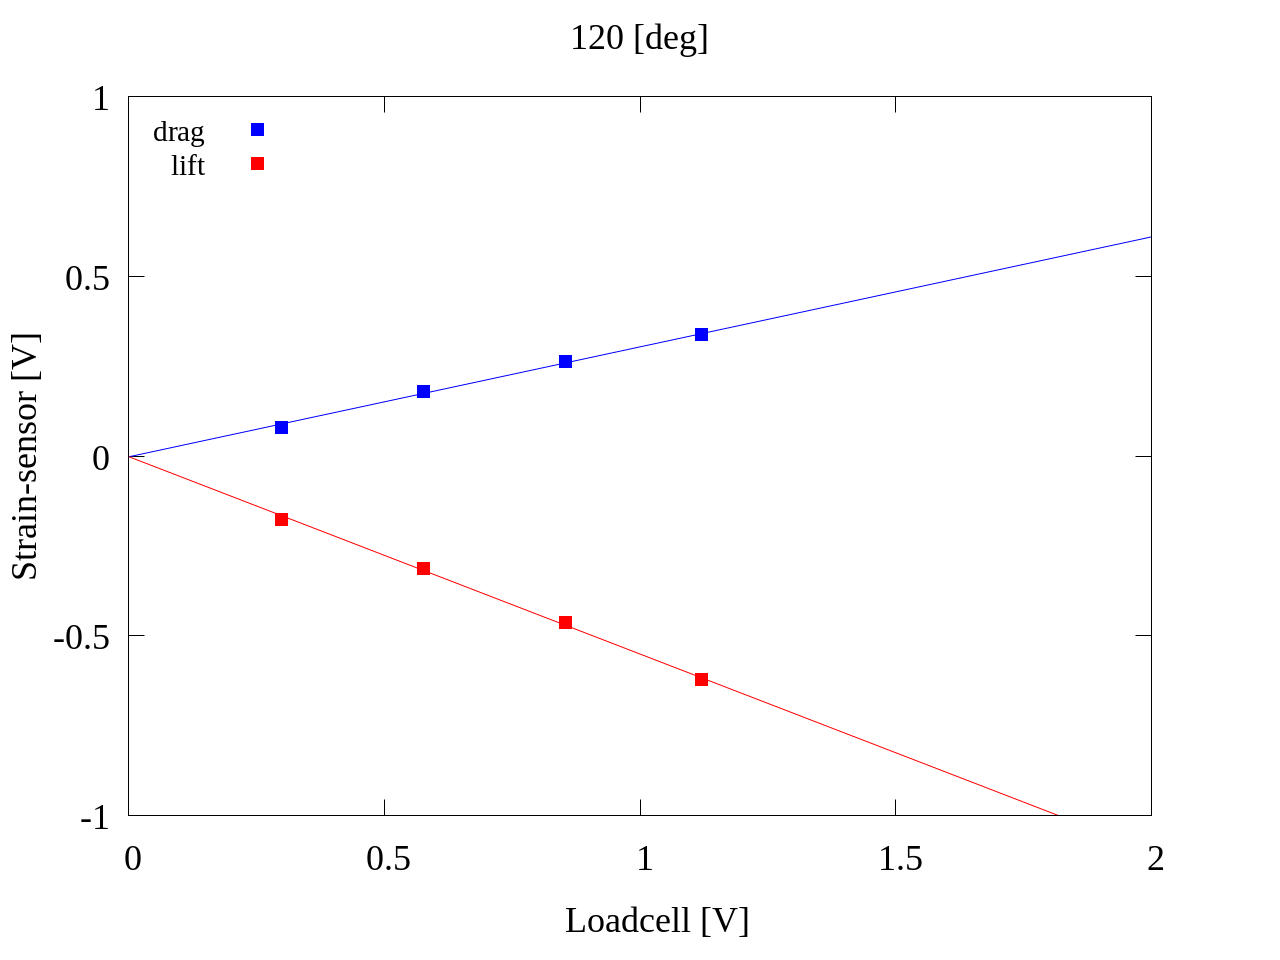 120 [deg]
1
drag
lift
0.5
0
-0.5
-1
Strain-sensor [V]
0 0.5 1 1.5 2
Loadcell [V]